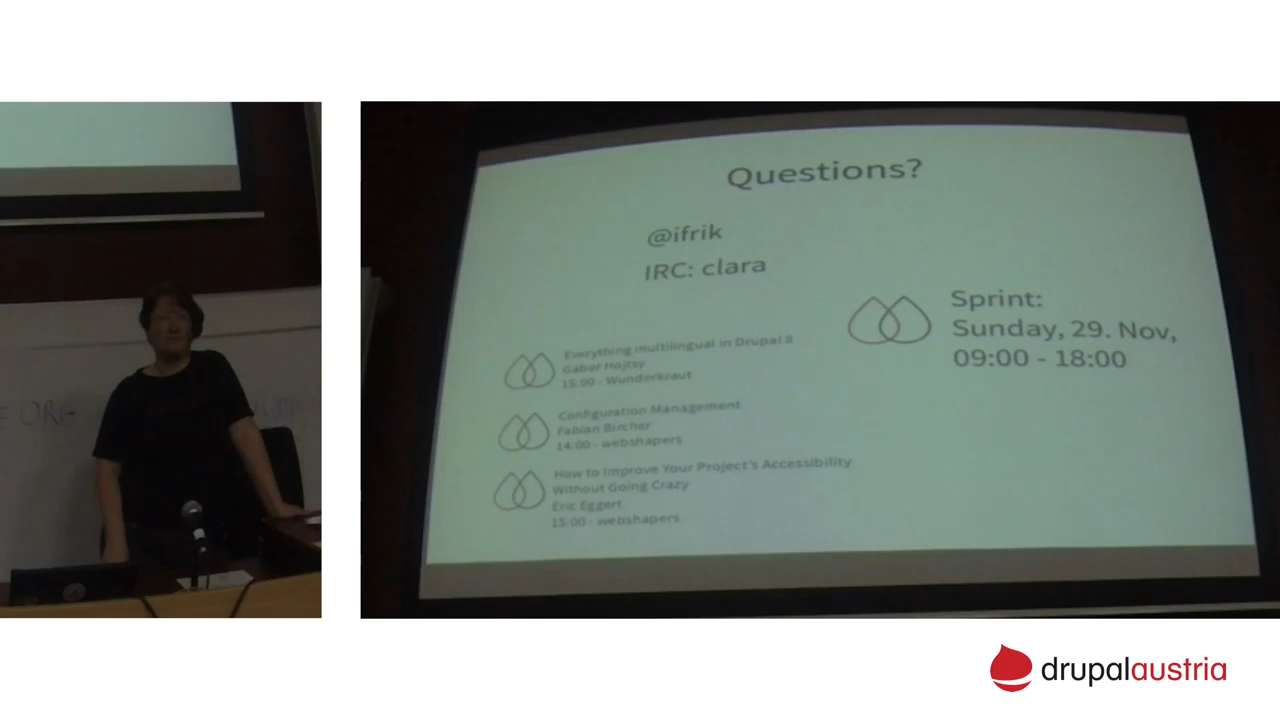 Questions?
@ifrik
IRC: clara
Sprint:
Sunday, 29. Nov,
09:00 - 18:00
Everything multilingual in Drupal 8
Gábor Hojtsy
15:00 - Wunderkraut
Configuration Management
Fabian Bircher
14:00 - webshapers
How to Improve Your Project's Accessibility
Without Going Crazy
Eric Eggert
15:00 - webshapers
ORG
drupalaustria